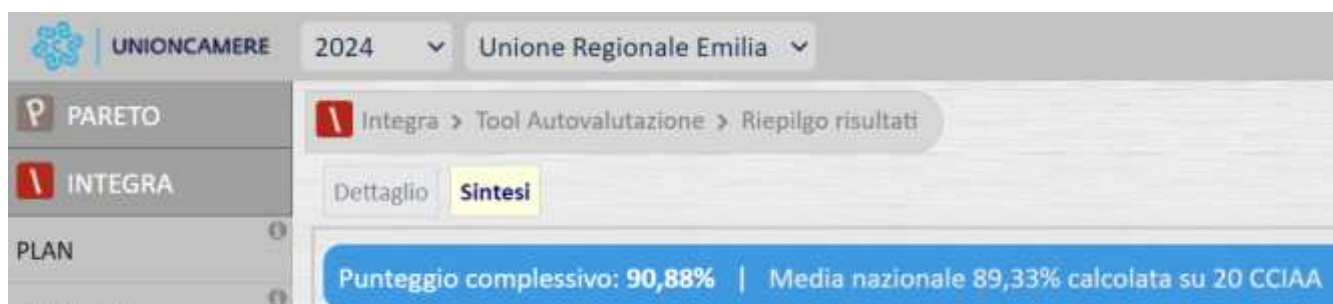 UNIONCAMERE 2024 Unione Regionale Emilia
P PARETO
Integra > Tool Autovalutazione > Riepilgo risultati
INTEGRA
Dettaglio Sintesi
PLAN
Punteggio complessivo: 90,88% | Media nazionale 89,33% calcolata su 20 CCIAA